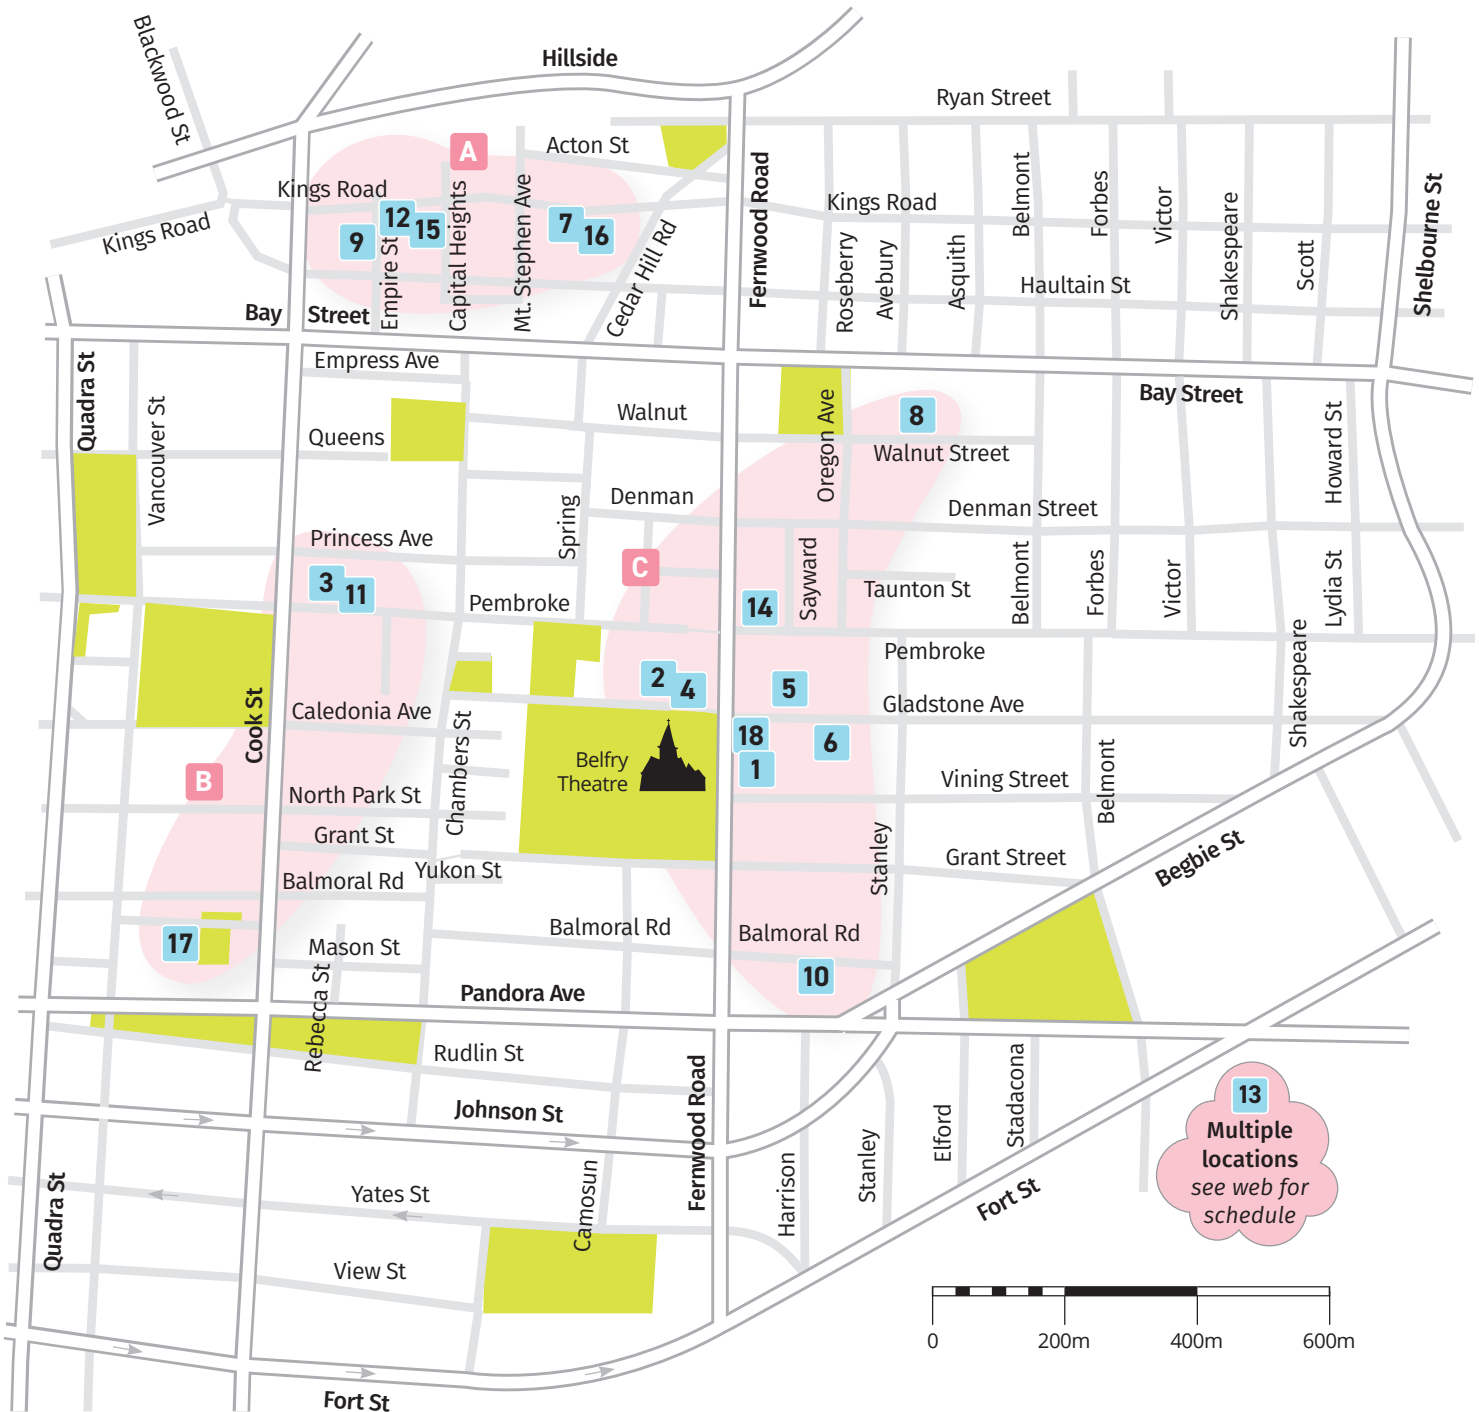 Blackwood St
Hillside
Ryan Street
A
Acton St
Kings Road
Kings Road
Kings Road
12
15
9
7
16
Empire St
Capital Heights
Mt. Stephen Ave
Cedar Hill Rd
Fernwood Road
Roseberry
Avebury
Asquith
Belmont
Forbes
Victor
Shakespeare
Scott
Shelbourne St
Haultain St
Bay Street
Bay Street
Quadra St
Vancouver St
Empress Ave
Queens
Walnut
Oregon Ave
8
Walnut Street
Howard St
Denman
Denman Street
Spring
Princess Ave
3
11
C
Pembroke
14
Sayward
Taunton St
Belmont
Forbes
Victor
Lydia St
Pembroke
2
4
5
Gladstone Ave
Shakespeare
Cook St
Caledonia Ave
Chambers St
Belfry
Theatre
18
1
6
B
North Park St
Vining Street
Belmont
Grant St
Yukon St
Stanley
Grant Street
Begbie St
Balmoral Rd
17
Mason St
Balmoral Rd
Balmoral Rd
10
Rebecca St
Pandora Ave
Rudlin St
Johnson St
Fernwood Road
Camosun
Harrison
Stanley
Elford
Stadacona
Fort St
Quadra St
Yates St
View St
Fort St
13
Multiple
locations
see web for
schedule
0 200m 400m 600m